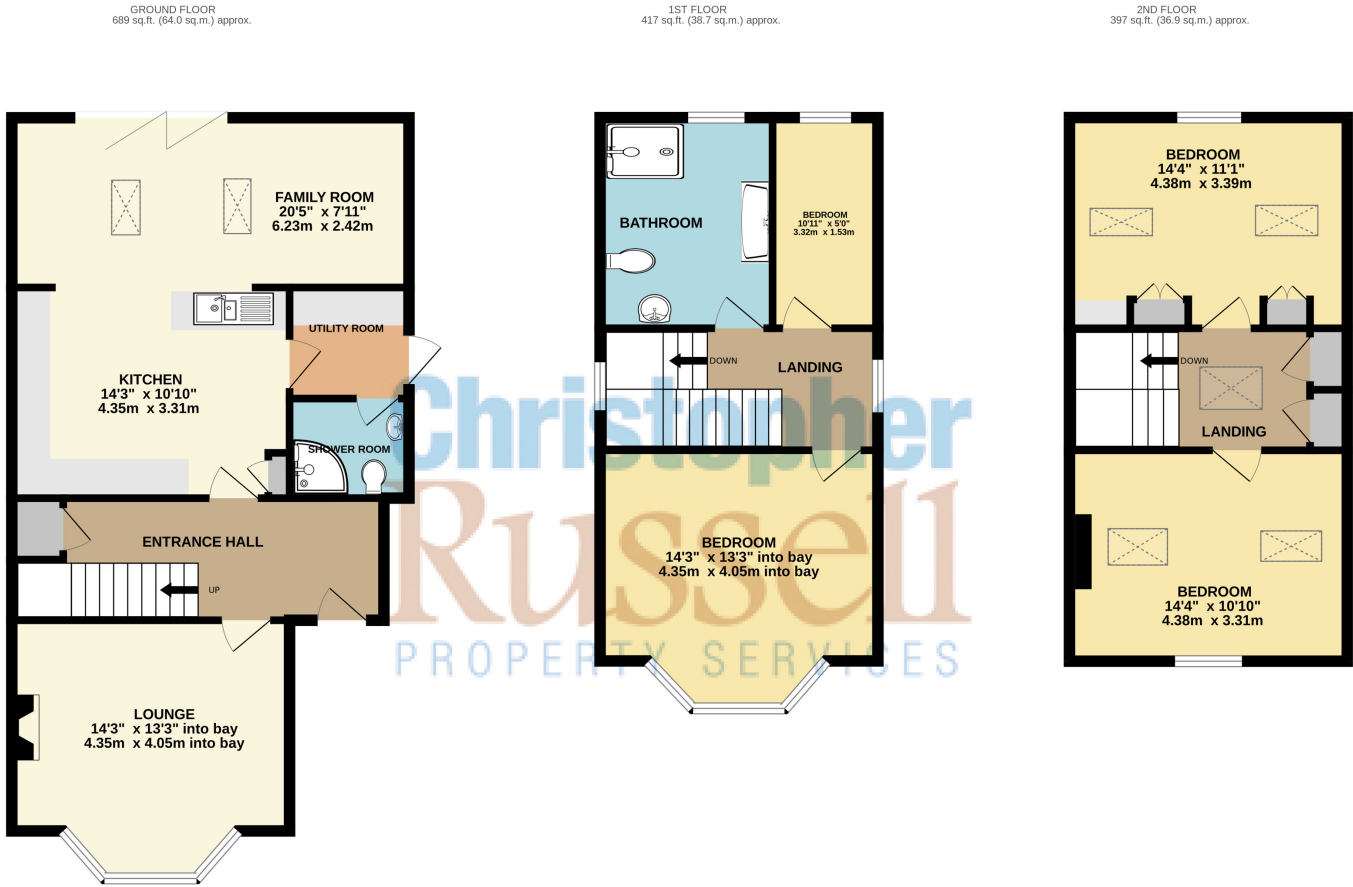 GROUND FLOOR
689 sq.ft. (64.0 sq.m.) approx.
FAMILY ROOM
20'5" x 7'11"
6.23m x 2.42m
UTILITY ROOM
KITCHEN
14'3" x 10'10"
4.35m x 3.31m
SHOWER ROOM
ENTRANCE HALL
UP
LOUNGE
14'3" x 13'3" into bay
4.35m x 4.05m into bay
1ST FLOOR
417 sq.ft. (38.7 sq.m.) approx.
BATHROOM
BEDROOM
10'11" x 5'0"
3.32m x 1.53m
DOWN
LANDING
BEDROOM
14'3" x 13'3" into bay
4.35m x 4.05m into bay
2ND FLOOR
397 sq.ft. (36.9 sq.m.) approx.
BEDROOM
14'4" x 11'1"
4.38m x 3.39m
DOWN
LANDING
BEDROOM
14'4" x 10'10"
4.38m x 3.31m
Christopher
Russell
PROPERTY SERVICES